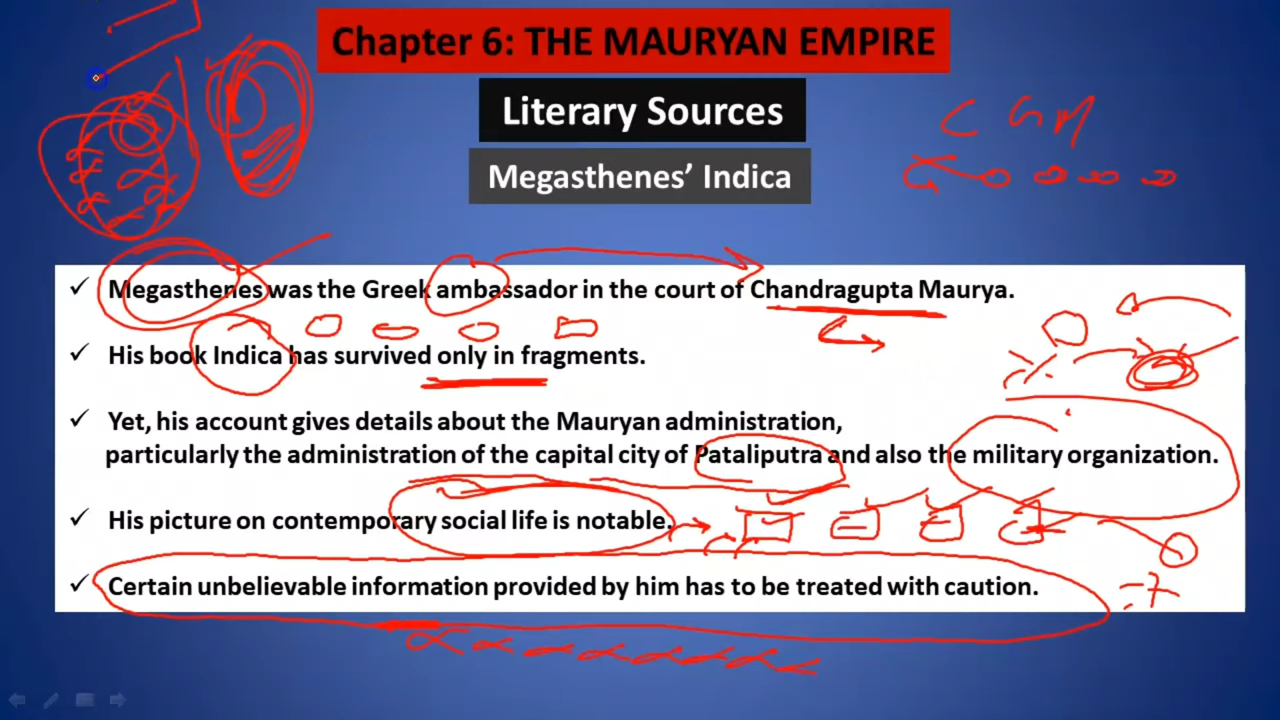 Chapter 6: THE MAURYAN EMPIRE
Literary Sources
Megasthenes’ Indica
C G M
✓ Megasthenes was the Greek ambassador in the court of Chandragupta Maurya.
✓ His book Indica has survived only in fragments.
✓ Yet, his account gives details about the Mauryan administration,
particularly the administration of the capital city of Pataliputra and also the military organization.
✓ His picture on contemporary social life is notable.
✓ Certain unbelievable information provided by him has to be treated with caution.